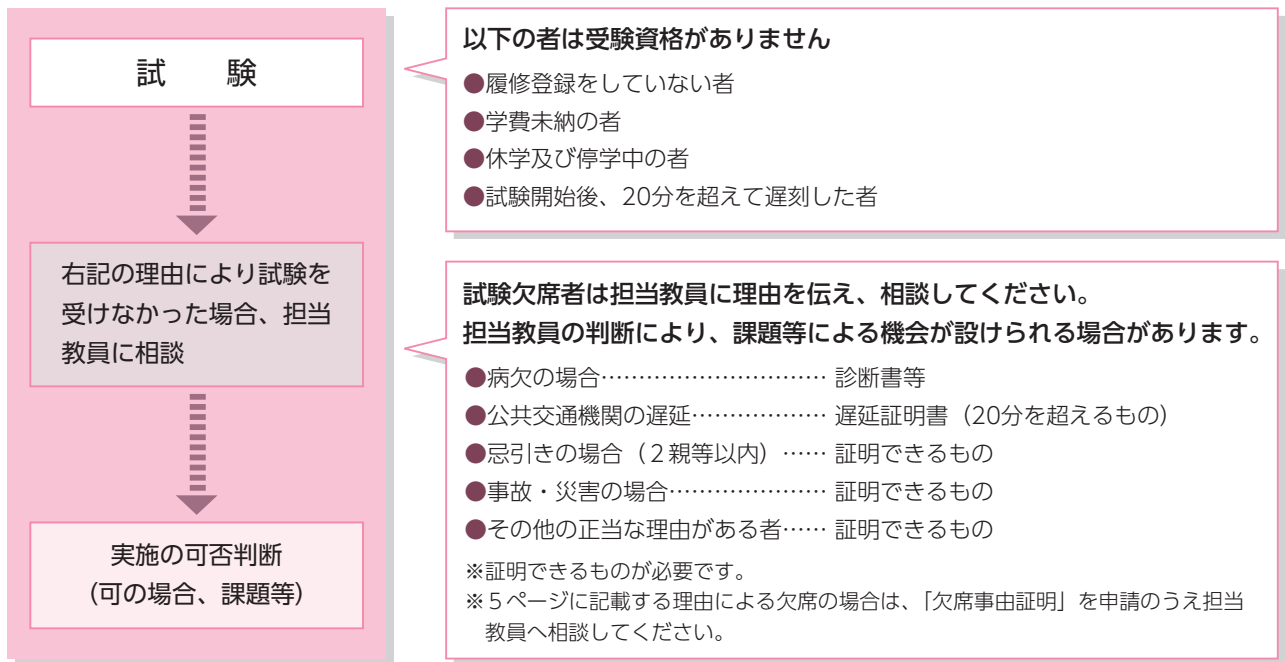 試　験
以下の者は受験資格がありません
●履修登録をしていない者
●学費未納の者
●休学及び停学中の者
●試験開始後、20分を超えて遅刻した者
右記の理由により試験を
受けなかった場合、担当
教員に相談
試験欠席者は担当教員に理由を伝え、相談してください。
担当教員の判断により、課題等による機会が設けられる場合があります。
●病欠の場合………………………… 診断書等
●公共交通機関の遅延……………… 遅延証明書（20分を超えるもの）
●忌引きの場合（２親等以内）…… 証明できるもの
●事故・災害の場合………………… 証明できるもの
●その他の正当な理由がある者…… 証明できるもの
※証明できるものが必要です。
※５ページに記載する理由による欠席の場合は、「欠席事由証明」を申請のうえ担当
教員へ相談してください。
実施の可否判断
（可の場合、課題等）